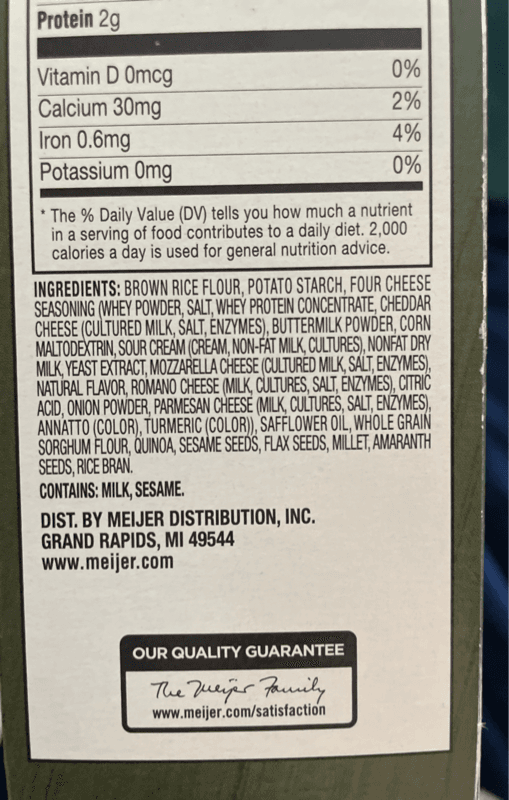 Protein 2g
Vitamin D 0mcg 0%
Calcium 30mg 2%
Iron 0.6mg 4%
Potassium 0mg 0%
* The % Daily Value (DV) tells you how much a nutrient
in a serving of food contributes to a daily diet. 2,000
calories a day is used for general nutrition advice.
INGREDIENTS: BROWN RICE FLOUR, POTATO STARCH, FOUR CHEESE
SEASONING (WHEY POWDER, SALT, WHEY PROTEIN CONCENTRATE, CHEDDAR
CHEESE (CULTURED MILK, SALT, ENZYMES), BUTTERMILK POWDER, CORN
MALTODEXTRIN, SOUR CREAM (CREAM, NON-FAT MILK, CULTURES), NONFAT DRY
MILK, YEAST EXTRACT, MOZZARELLA CHEESE (CULTURED MILK, SALT, ENZYMES),
NATURAL FLAVOR, ROMANO CHEESE (MILK, CULTURES, SALT, ENZYMES), CITRIC
ACID, ONION POWDER, PARMESAN CHEESE (MILK, CULTURES, SALT, ENZYMES),
ANNATTO (COLOR), TURMERIC (COLOR)), SAFFLOWER OIL, WHOLE GRAIN
SORGHUM FLOUR, QUINOA, SESAME SEEDS, FLAX SEEDS, MILLET, AMARANTH
SEEDS, RICE BRAN.
CONTAINS: MILK, SESAME.
DIST. BY MEIJER DISTRIBUTION, INC.
GRAND RAPIDS, MI 49544
www.meijer.com
OUR QUALITY GUARANTEE
The Meijer Family
www.meijer.com/satisfaction